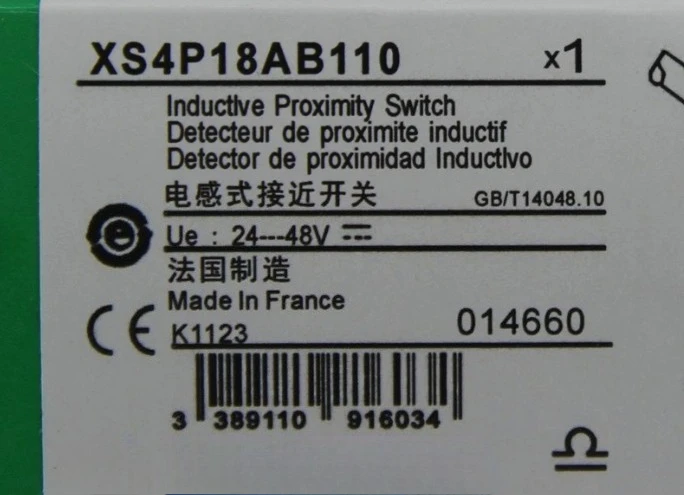 XS4P18AB110 x1
Inductive Proximity Switch
Detecteur de proximite inductif
Detector de proximidad Inductivo
电感式接近开关 GB/T14048.10
Ue : 24---48V
法国制造
Made In France
CE K1123 014660
3 389110 916034